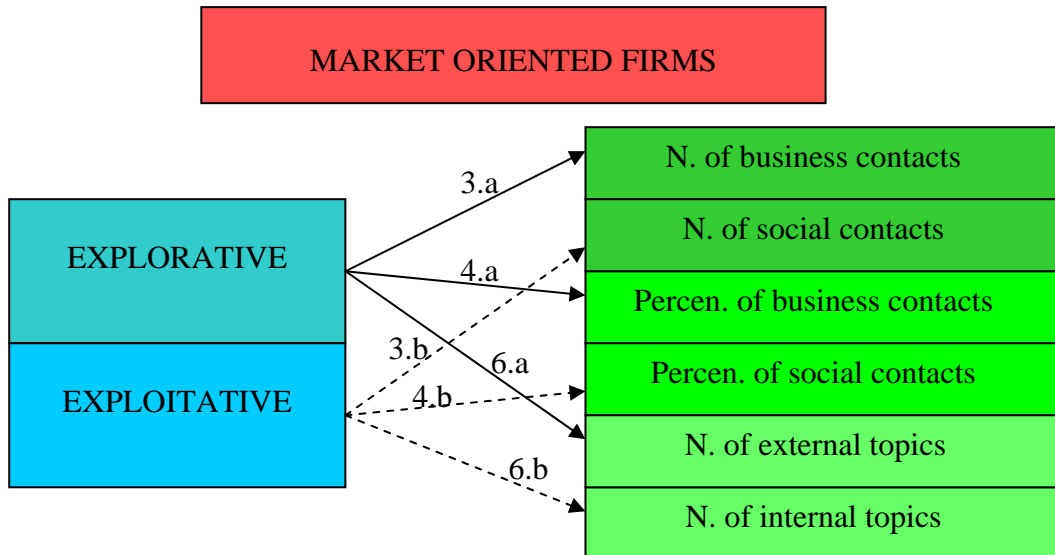 MARKET ORIENTED FIRMS
N. of business contacts
3.a
N. of social contacts
EXPLORATIVE
4.a
Percen. of business contacts
3.b
6.a
Percen. of social contacts
EXPLOITATIVE
4.b
N. of external topics
6.b
N. of internal topics